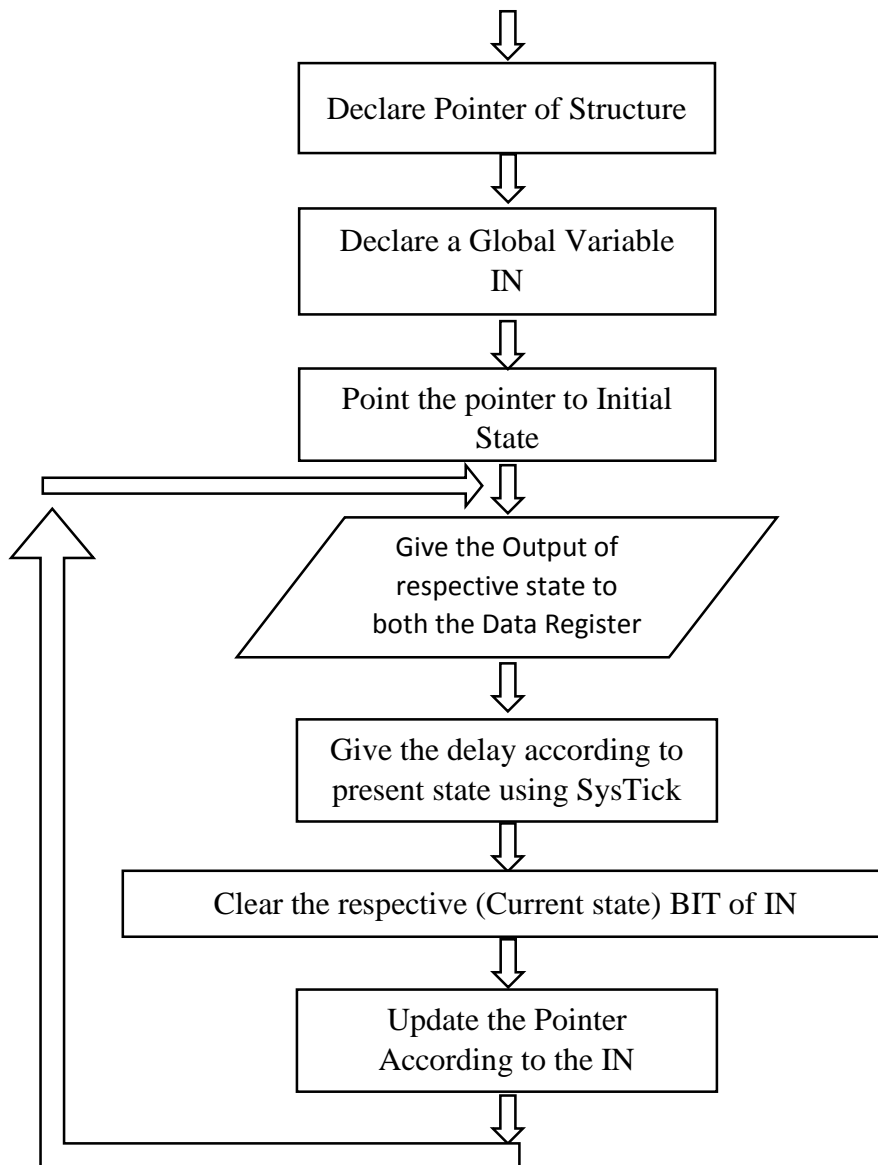 Declare Pointer of Structure
Declare a Global Variable
IN
Point the pointer to Initial
State
Give the Output of
respective state to
both the Data Register
Give the delay according to
present state using SysTick
Clear the respective (Current state) BIT of IN
Update the Pointer
According to the IN